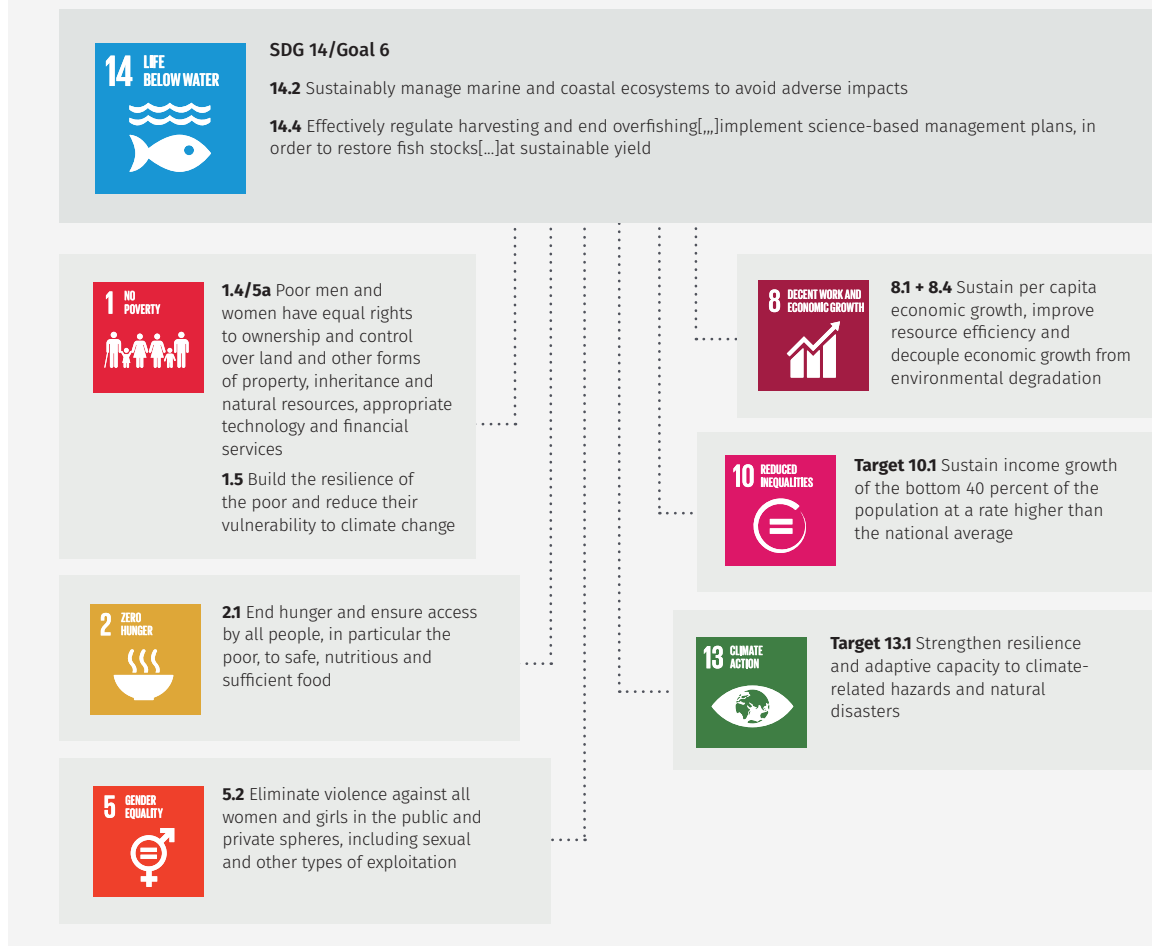 14 LIFE
BELOW WATER
SDG 14/Goal 6
14.2 Sustainably manage marine and coastal ecosystems to avoid adverse impacts
14.4 Effectively regulate harvesting and end overfishing[,,,]implement science-based management plans, in
order to restore fish stocks[...]at sustainable yield
1 NO
POVERTY
1.4/5a Poor men and
women have equal rights
to ownership and control
over land and other forms
of property, inheritance and
natural resources, appropriate
technology and financial
services
1.5 Build the resilience of
the poor and reduce their
vulnerability to climate change
2 ZERO
HUNGER
2.1 End hunger and ensure access
by all people, in particular the
poor, to safe, nutritious and
sufficient food
5 GENDER
EQUALITY
5.2 Eliminate violence against all
women and girls in the public and
private spheres, including sexual
and other types of exploitation
8 DECENT WORK AND
ECONOMIC GROWTH
8.1 + 8.4 Sustain per capita
economic growth, improve
resource efficiency and
decouple economic growth from
environmental degradation
10 REDUCED
INEQUALITIES
Target 10.1 Sustain income growth
of the bottom 40 percent of the
population at a rate higher than
the national average
13 CLIMATE
ACTION
Target 13.1 Strengthen resilience
and adaptive capacity to climate-
related hazards and natural
disasters